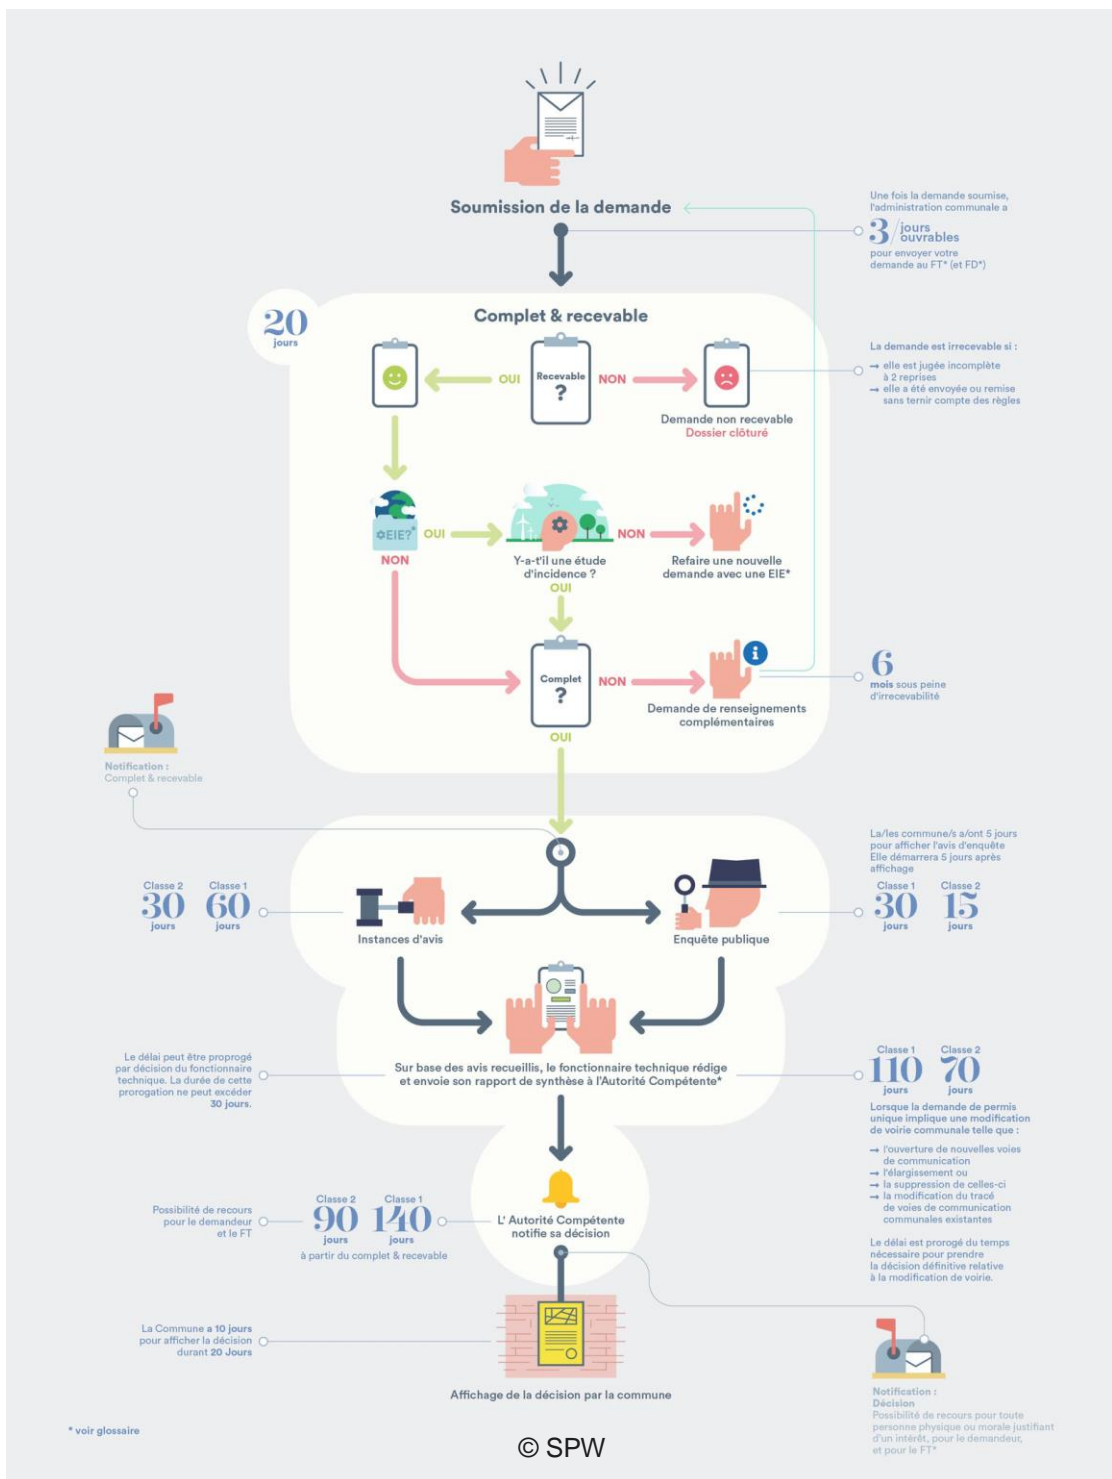 Soumission de la demande
Une fois la demande soumise,
l'administration communale a
3/jours
ouvrables
pour envoyer votre
demande au FT* (et FD*)
20
jours
Complet & recevable
Recevable
?
OUI
NON
Demande non recevable
Dossier clôturé
La demande est irrecevable si :
→ elle est jugée incomplète
à 2 reprises
→ elle a été envoyée ou remise
sans ternir compte des règles
EIE?*
OUI
NON
Y-a-t'il une étude
d'incidence ?
OUI
NON
Refaire une nouvelle
demande avec une EIE*
Complet
?
NON
Demande de renseignements
complémentaires
OUI
6
mois sous peine
d'irrecevabilité
Notification :
Complet & recevable
La/les commune/s a/ont 5 jours
pour afficher l'avis d'enquête
Elle démarrera 5 jours après
affichage
Classe 2 Classe 1
30 60
jours jours
Instances d'avis
Enquête publique
Classe 1 Classe 2
30 15
jours jours
Le délai peut être proprogé
par décision du fonctionnaire
technique. La durée de cette
prorogation ne peut excéder
30 jours.
Sur base des avis recueillis, le fonctionnaire technique rédige
et envoie son rapport de synthèse à l'Autorité Compétente*
Classe 1 Classe 2
110 70
jours jours
Lorsque la demande de permis
unique implique une modification
de voirie communale telle que :
→ l'ouverture de nouvelles voies
de communication
→ l'élargissement ou
→ la suppression de celles-ci
→ la modification du tracé
de voies de communication
communales existantes
Le délai est prorogé du temps
nécessaire pour prendre
la décision définitive relative
à la modification de voirie.
Possibilité de recours
pour le demandeur
et le FT
Classe 2 Classe 1
90 140
jours jours
à partir du complet & recevable
L' Autorité Compétente
notifie sa décision
La Commune a 10 jours
pour afficher la décision
durant 20 Jours
Affichage de la décision par la commune
Notification :
Décision
Possibilité de recours pour toute
personne physique ou morale justifiant
d'un intérêt, pour le demandeur,
et pour le FT*
* voir glossaire
© SPW